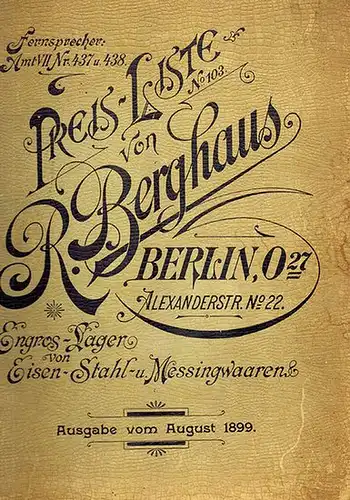 Fernsprecher:
Amt VII Nr. 437 u. 438.
Preis-Liste
No 103.
von
R. Berghaus
Berlin, O 27
Alexanderstr. No 22.
Engros-Lager
von
Eisen-Stahl-u. Messingwaaren
Ausgabe vom August 1899.